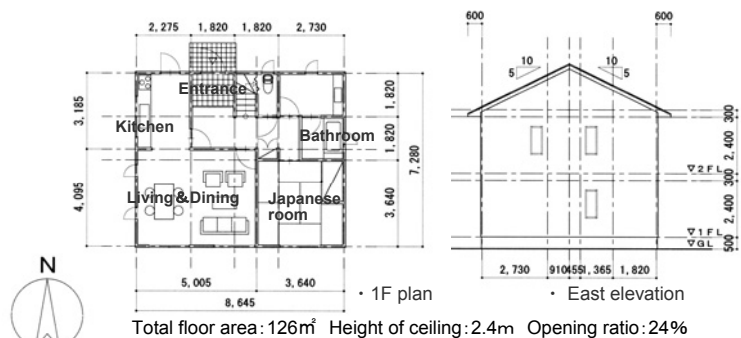 2,275 1,820 1,820 2,730
600 600
10 10
5 5
Entrance
3,185
Kitchen
Bathroom
1,820
1,820
7,280
300
2,400
▽2FL
300
4,095
Living&Dining
Japanese
room
3,640
2,400
▽1FL
▽GL
500
5,005 3,640
8,645
2,730 910 455 1,365 1,820
N
・1F plan
・East elevation
Total floor area:126㎡ Height of ceiling:2.4m Opening ratio:24%